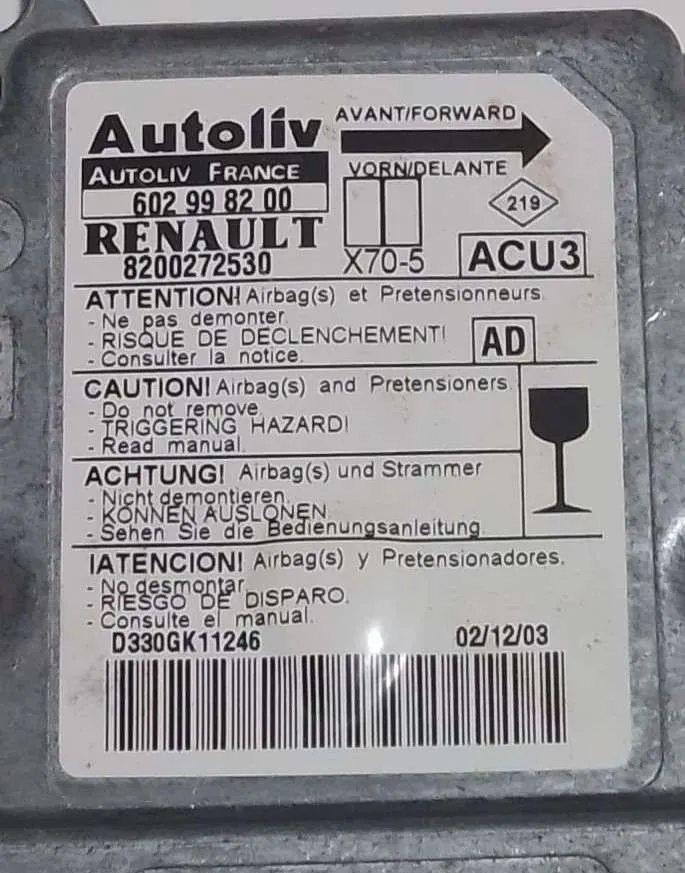 Autoliv
AVANT/FORWARD
AUTOLIV FRANCE
VORN/DELANTE
602 99 82 00
219
RENAULT
8200272530
X70-5
ACU3
ATTENTION! Airbag(s) et Pretensionneurs
- Ne pas demonter.
- RISQUE DE DECLENCHEMENT!
- Consulter la notice.
AD
CAUTION! Airbag(s) and Pretensioners.
- Do not remove
- TRIGGERING HAZARD!
- Read manual.
ACHTUNG! Airbag(s) und Strammer
- Nicht demontieren.
- KONNEN AUSLONEN
- Sehen Sie die Bedienungsanleitung
!ATENCION! Airbag(s) y Pretensionadores.
- No desmontar
- RIESGO DE DISPARO.
- Consulte el manual.
D330GK11246
02/12/03